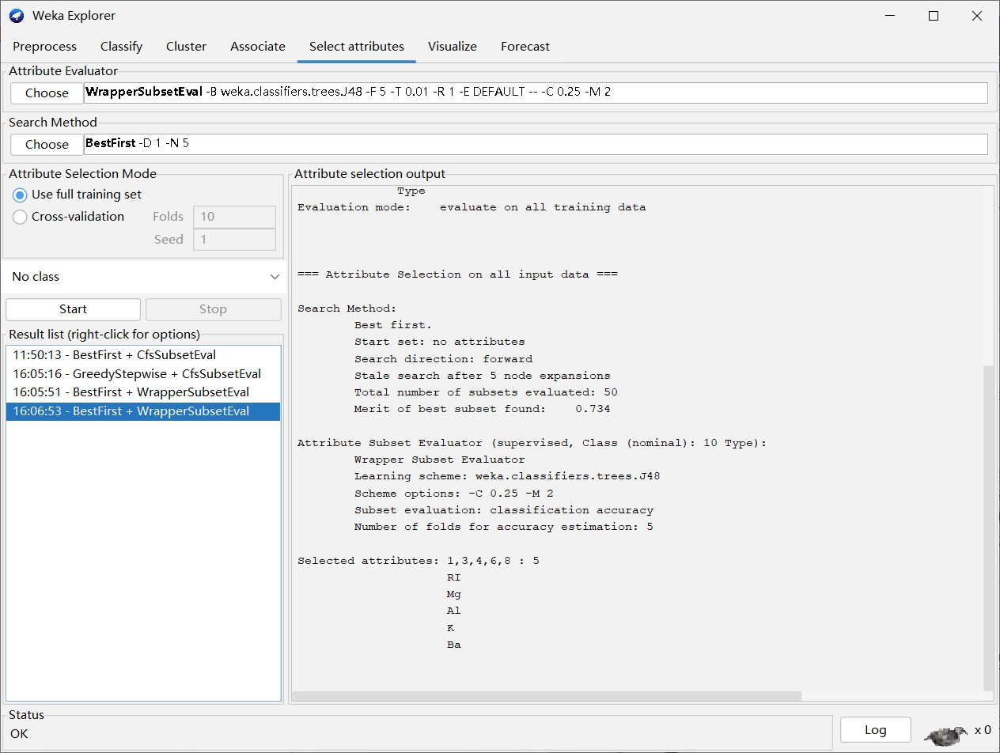 Weka Explorer
Preprocess Classify Cluster Associate Select attributes Visualize Forecast
Attribute Evaluator
Choose WrapperSubsetEval -B weka.classifiers.trees.J48 -F 5 -T 0.01 -R 1 -E DEFAULT -- -C 0.25 -M 2
Search Method
Choose BestFirst -D 1 -N 5
Attribute Selection Mode
Use full training set
Cross-validation Folds 10
Seed 1
No class
Start Stop
Result list (right-click for options)
11:50:13 - BestFirst + CfsSubsetEval
16:05:16 - GreedyStepwise + CfsSubsetEval
16:05:51 - BestFirst + WrapperSubsetEval
16:06:53 - BestFirst + WrapperSubsetEval
Attribute selection output
Type
Evaluation mode: evaluate on all training data
=== Attribute Selection on all input data ===
Search Method:
Best first.
Start set: no attributes
Search direction: forward
Stale search after 5 node expansions
Total number of subsets evaluated: 50
Merit of best subset found: 0.734
Attribute Subset Evaluator (supervised, Class (nominal): 10 Type):
Wrapper Subset Evaluator
Learning scheme: weka.classifiers.trees.J48
Scheme options: -C 0.25 -M 2
Subset evaluation: classification accuracy
Number of folds for accuracy estimation: 5
Selected attributes: 1,3,4,6,8 : 5
RI
Mg
Al
K
Ba
Status
OK
Log x 0